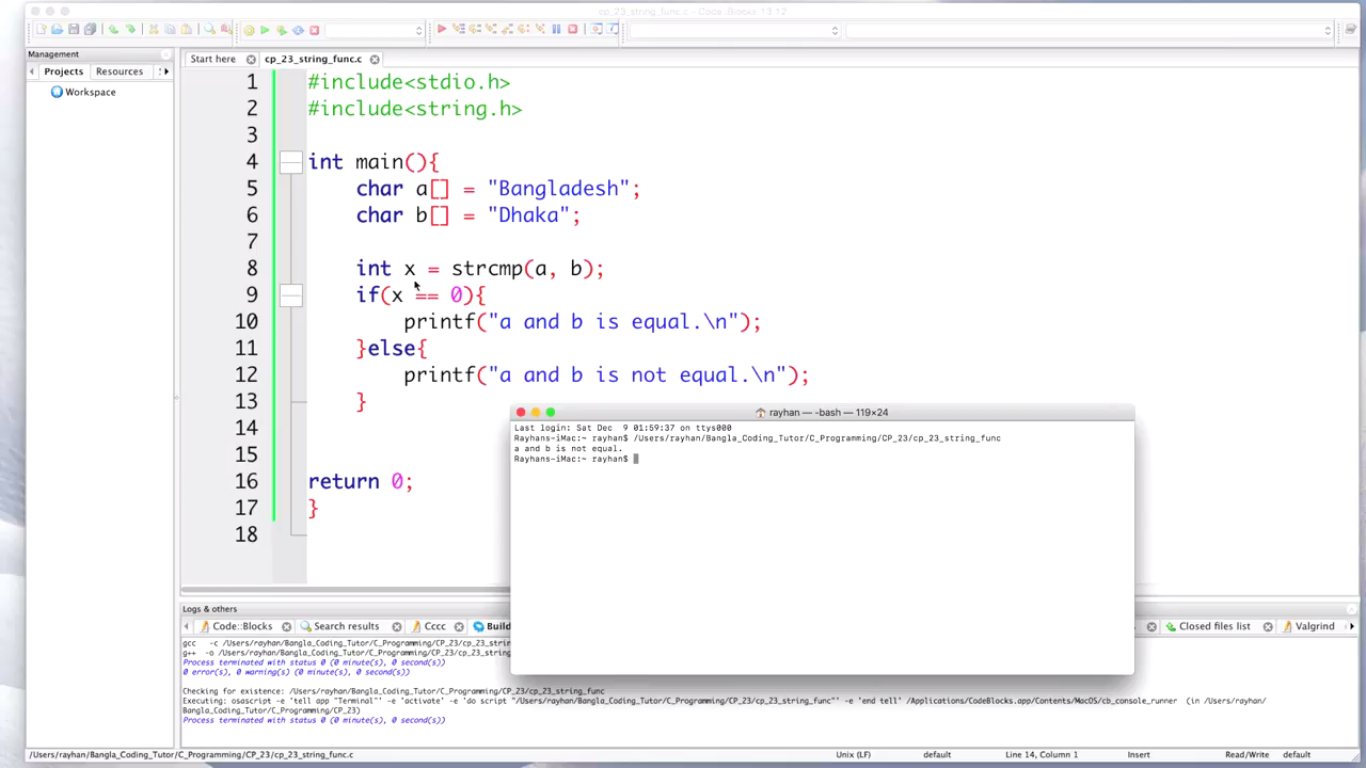 cp_23_string_func.c - Code::Blocks 13.12
Management
Projects Resources
Workspace
Start here cp_23_string_func.c
1 #include<stdio.h>
2 #include<string.h>
3
4 int main(){
5 char a[] = "Bangladesh";
6 char b[] = "Dhaka";
7
8 int x = strcmp(a, b);
9 if(x == 0){
10 printf("a and b is equal.\n");
11 }else{
12 printf("a and b is not equal.\n");
13 }
14
15
16 return 0;
17 }
18
rayhan — -bash — 119×24
Last login: Sat Dec 9 01:59:37 on ttys000
Rayhans-iMac:~ rayhan$ /Users/rayhan/Bangla_Coding_Tutor/C_Programming/CP_23/cp_23_string_func
a and b is not equal.
Rayhans-iMac:~ rayhan$
Logs & others
Code::Blocks Search results Cccc Build Closed files list Valgrind
gcc -c /Users/rayhan/Bangla_Coding_Tutor/C_Programming/CP_23/cp_23_strin
g++ -o /Users/rayhan/Bangla_Coding_Tutor/C_Programming/CP_23/cp_23_strin
Process terminated with status 0 (0 minute(s), 0 second(s))
0 error(s), 0 warning(s) (0 minute(s), 0 second(s))
Checking for existence: /Users/rayhan/Bangla_Coding_Tutor/C_Programming/CP_23/cp_23_string_func
Executing: osascript -e 'tell app "Terminal"' -e 'activate' -e 'do script "/Users/rayhan/Bangla_Coding_Tutor/C_Programming/CP_23/cp_23_string_func"' -e 'end tell' /Applications/CodeBlocks.app/Contents/MacOS/cb_console_runner (in /Users/rayhan/
Bangla_Coding_Tutor/C_Programming/CP_23)
Process terminated with status 0 (0 minute(s), 0 second(s))
/Users/rayhan/Bangla_Coding_Tutor/C_Programming/CP_23/cp_23_string_func.c Unix (LF) default Line 14, Column 1 Insert Read/Write default